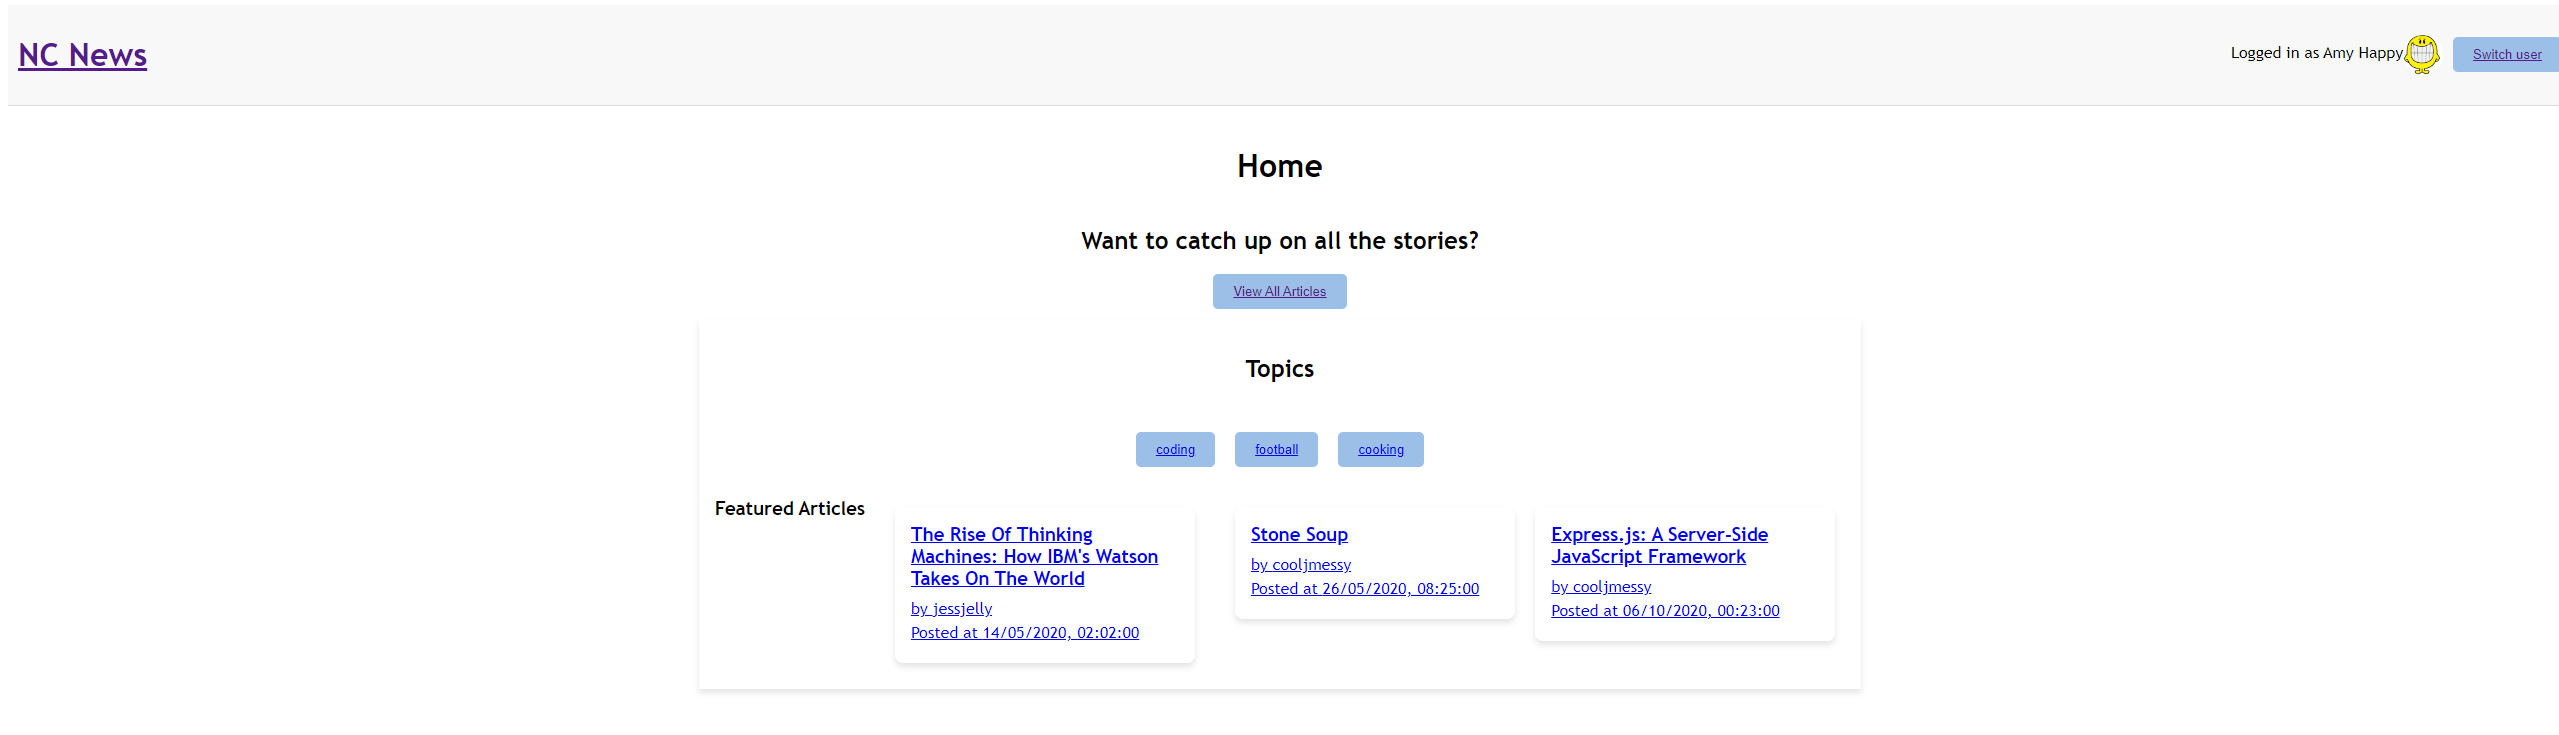 NC News
Logged in as Amy Happy
Switch user
Home
Want to catch up on all the stories?
View All Articles
Topics
coding
football
cooking
Featured Articles
The Rise Of Thinking
Machines: How IBM's Watson
Takes On The World
by jessjelly
Posted at 14/05/2020, 02:02:00
Stone Soup
by cooljmessy
Posted at 26/05/2020, 08:25:00
Express.js: A Server-Side
JavaScript Framework
by cooljmessy
Posted at 06/10/2020, 00:23:00